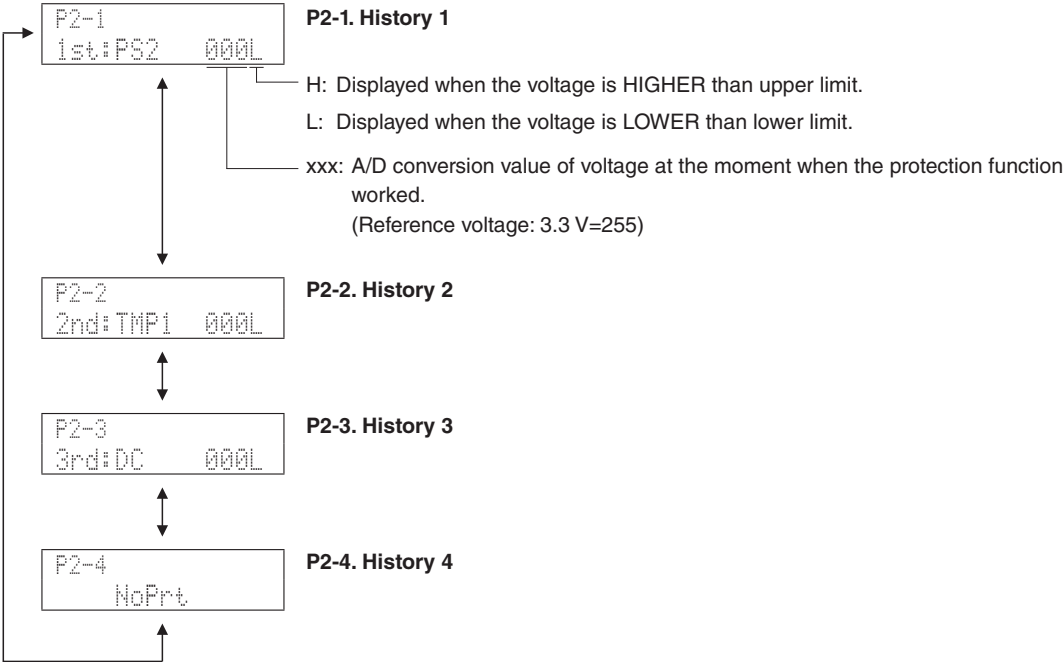 P2-1
1st:PS2 000L
P2-1. History 1
H: Displayed when the voltage is HIGHER than upper limit.
L: Displayed when the voltage is LOWER than lower limit.
xxx: A/D conversion value of voltage at the moment when the protection function
worked.
(Reference voltage: 3.3 V=255)
P2-2
2nd:TMP1 000L
P2-2. History 2
P2-3
3rd:DC 000L
P2-3. History 3
P2-4
NoPrt
P2-4. History 4